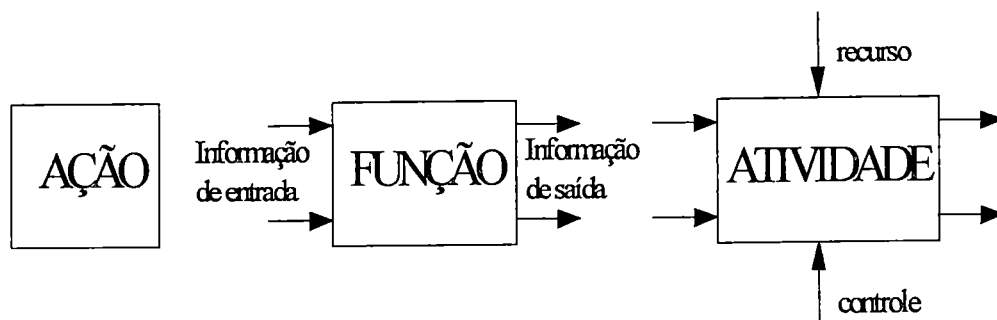 recurso
AÇÃO
Informação
de entrada
FUNÇÃO
Informação
de saída
ATIVIDADE
controle